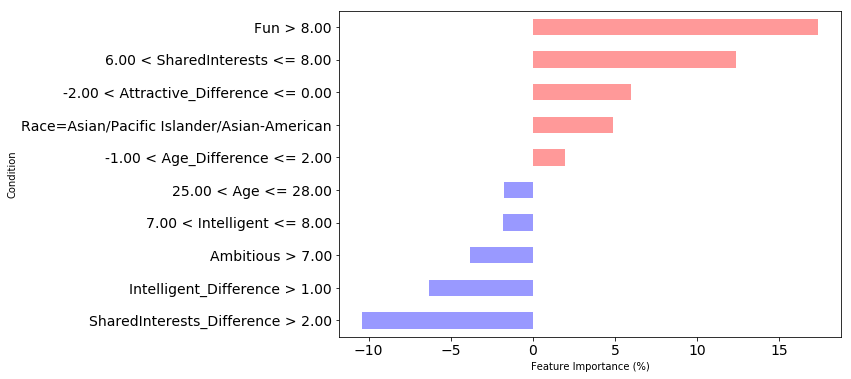 Fun > 8.00
6.00 < SharedInterests <= 8.00
-2.00 < Attractive_Difference <= 0.00
Race=Asian/Pacific Islander/Asian-American
-1.00 < Age_Difference <= 2.00
25.00 < Age <= 28.00
7.00 < Intelligent <= 8.00
Ambitious > 7.00
Intelligent_Difference > 1.00
SharedInterests_Difference > 2.00
Condition
−10 −5 0 5 10 15
Feature Importance (%)